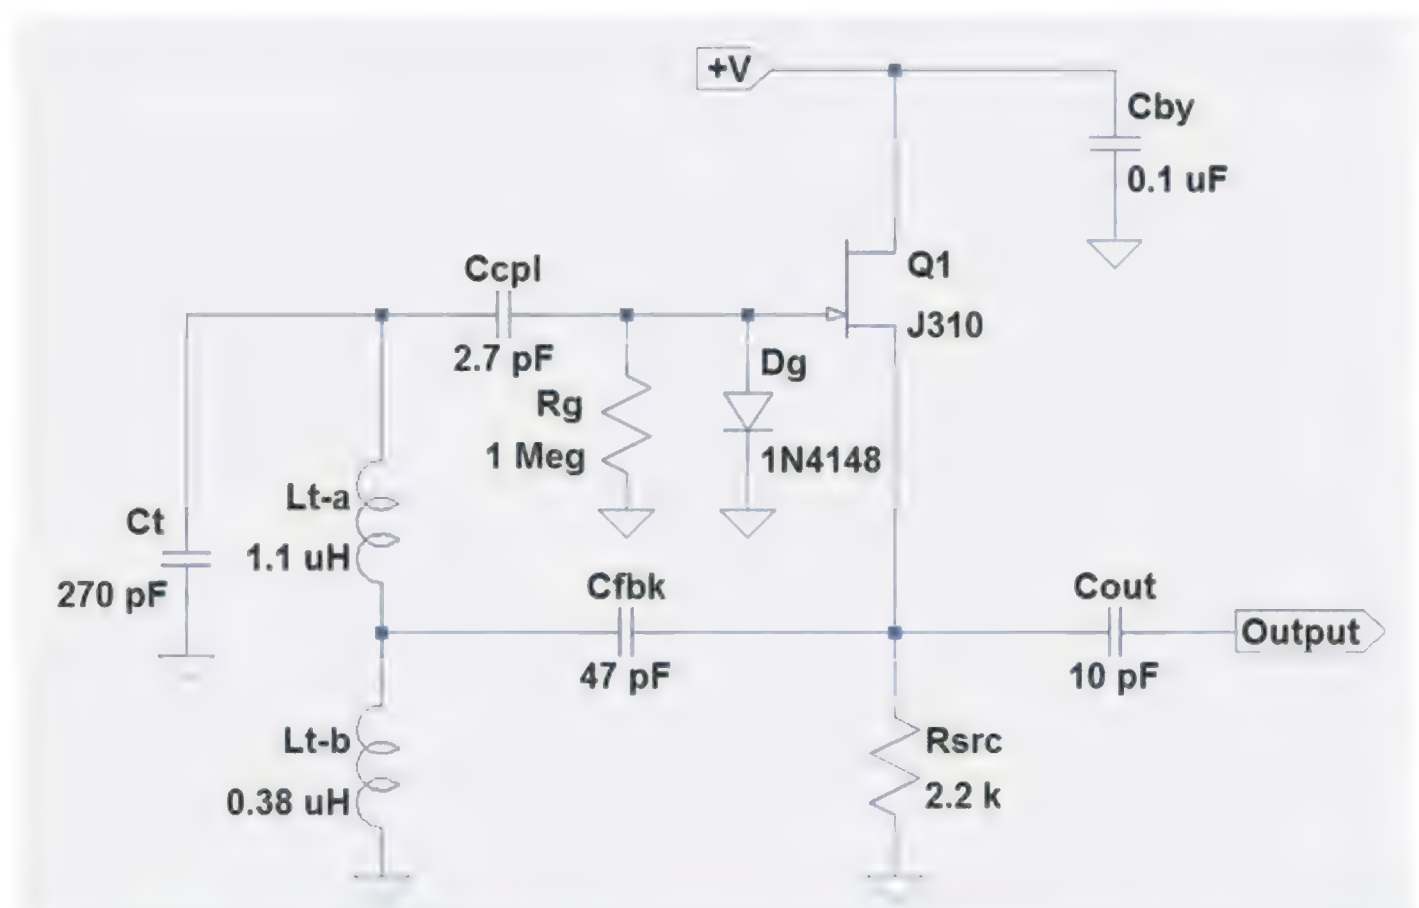 +V
Cby
0.1 uF
Ccpl
2.7 pF
Q1
J310
Dg
1N4148
Rg
1 Meg
Lt-a
1.1 uH
Ct
270 pF
Cfbk
47 pF
Cout
10 pF
Output
Lt-b
0.38 uH
Rsrc
2.2 k